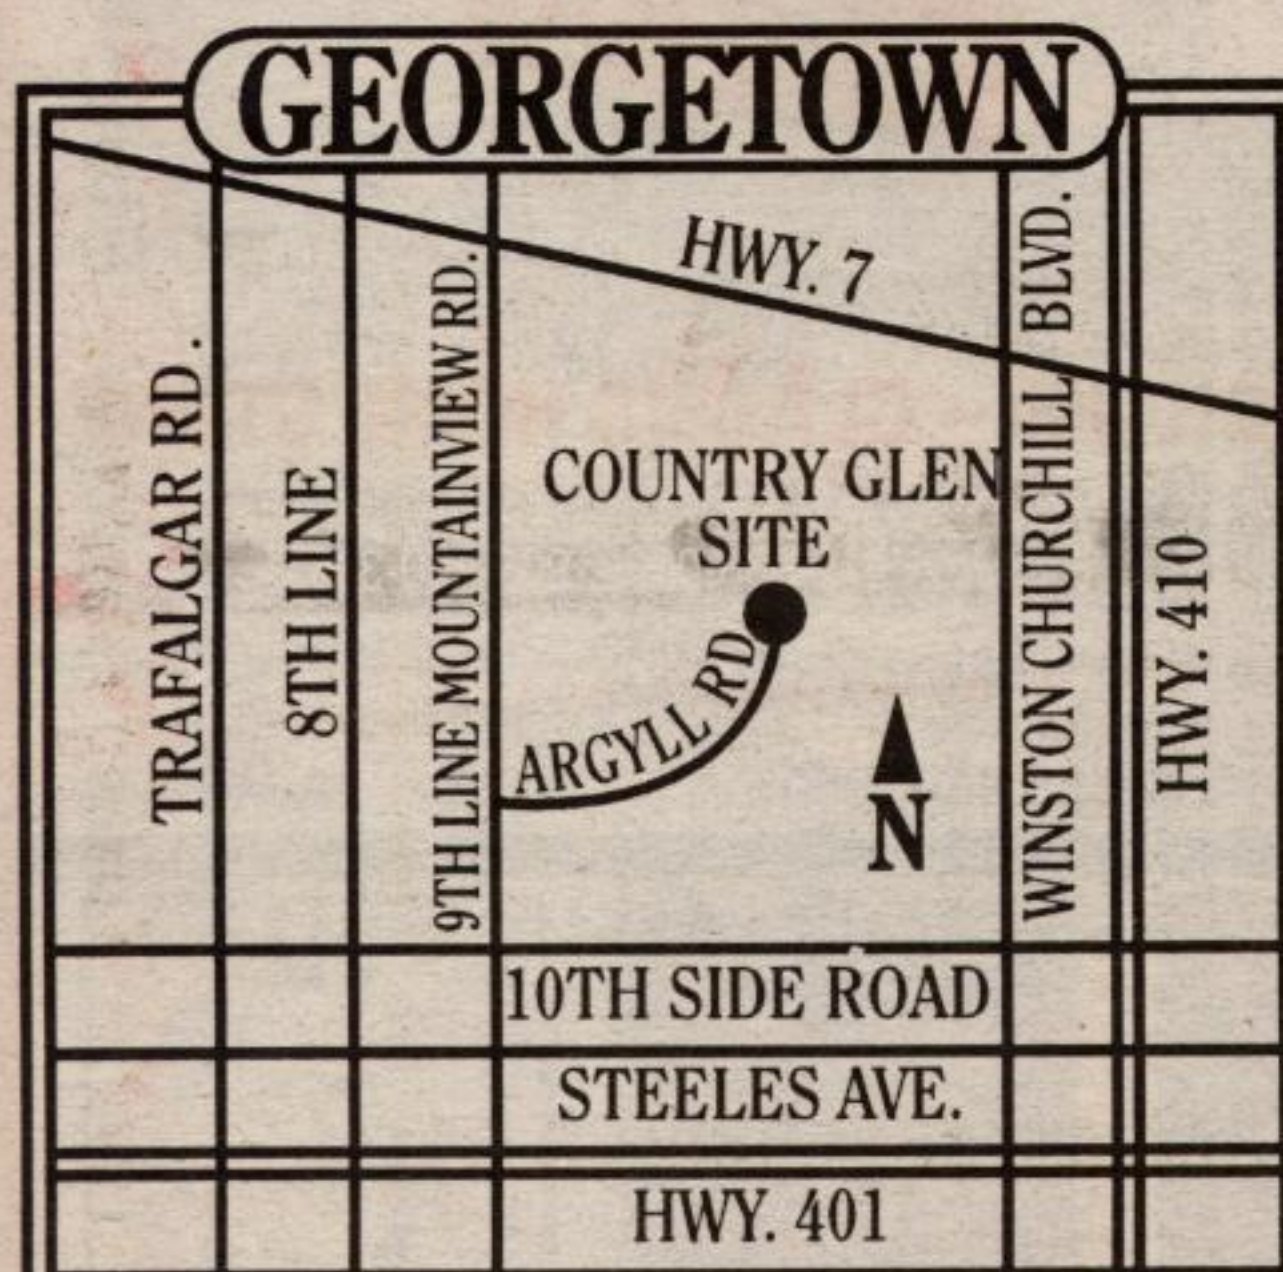 GEORGETOWN
HWY. 7
TRAFALGAR RD.
8TH LINE
9TH LINE MOUNTAINVIEW RD.
COUNTRY GLEN
SITE
ARGYLL RD
N
WINSTON CHURCHILL BLVD.
HWY. 410
10TH SIDE ROAD
STEELES AVE.
HWY. 401